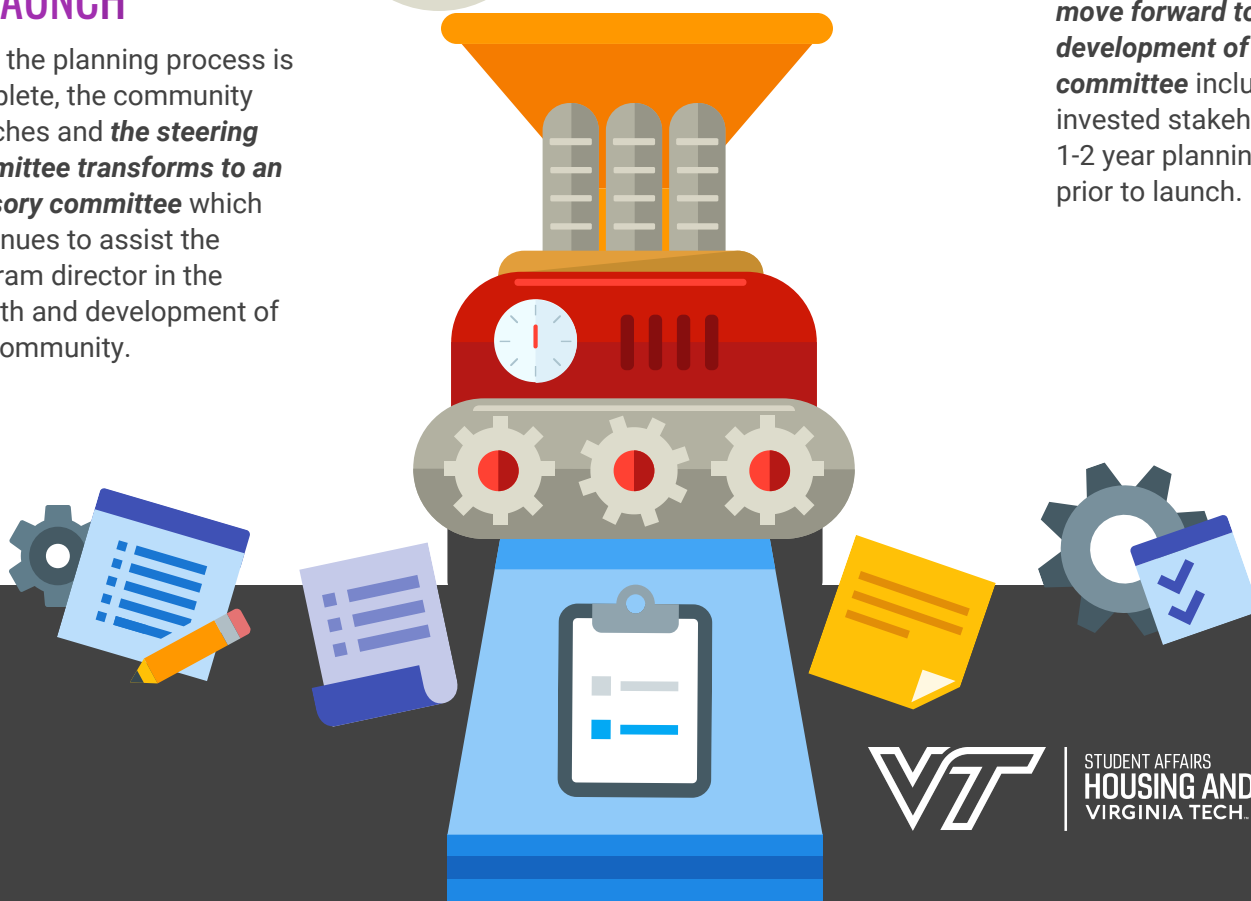 AUNCH
the planning process is
plete, the community
ches and the steering
mittee transforms to an
sory committee which
nues to assist the
ram director in the
th and development of
ommunity.
move forward to
development of
committee inclu
invested stakeh
1-2 year plannin
prior to launch.
VT
STUDENT AFFAIRS
HOUSING AND
VIRGINIA TECH™